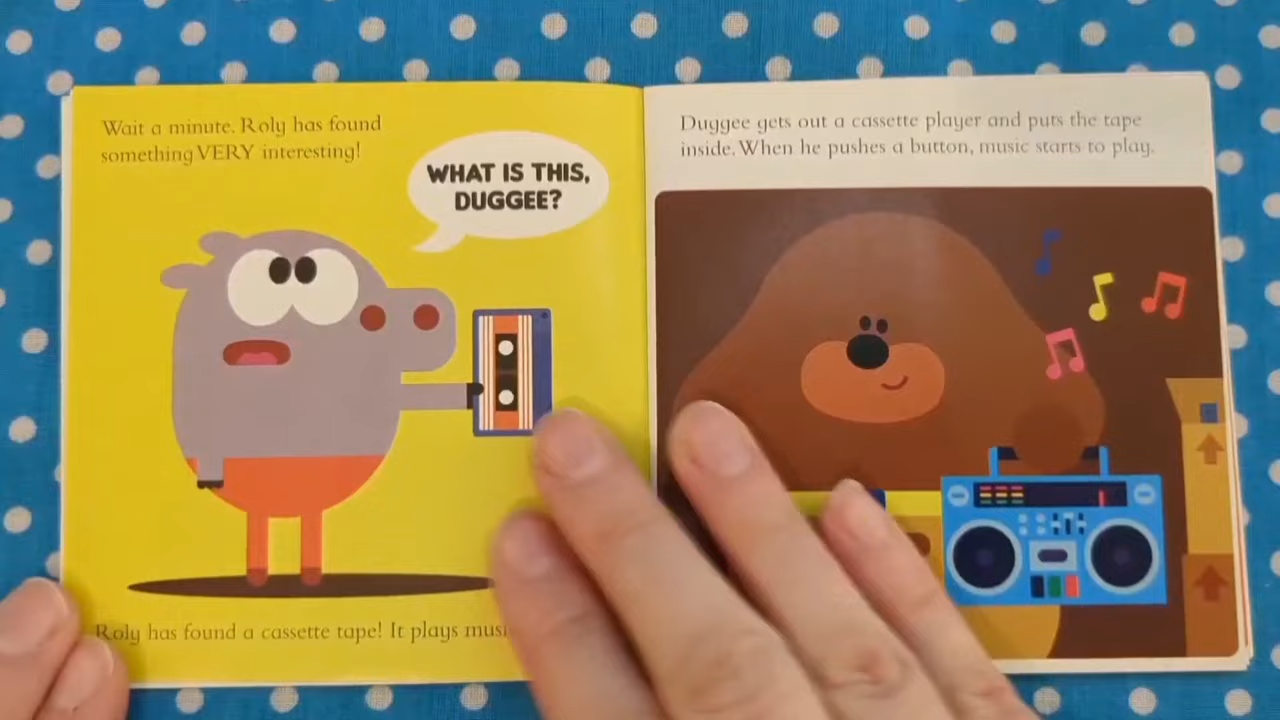 Wait a minute. Roly has found
something VERY interesting!
WHAT IS THIS,
DUGGEE?
Roly has found a cassette tape! It plays
Duggee gets out a cassette player and puts the tape
inside. When he pushes a button, music starts to play.